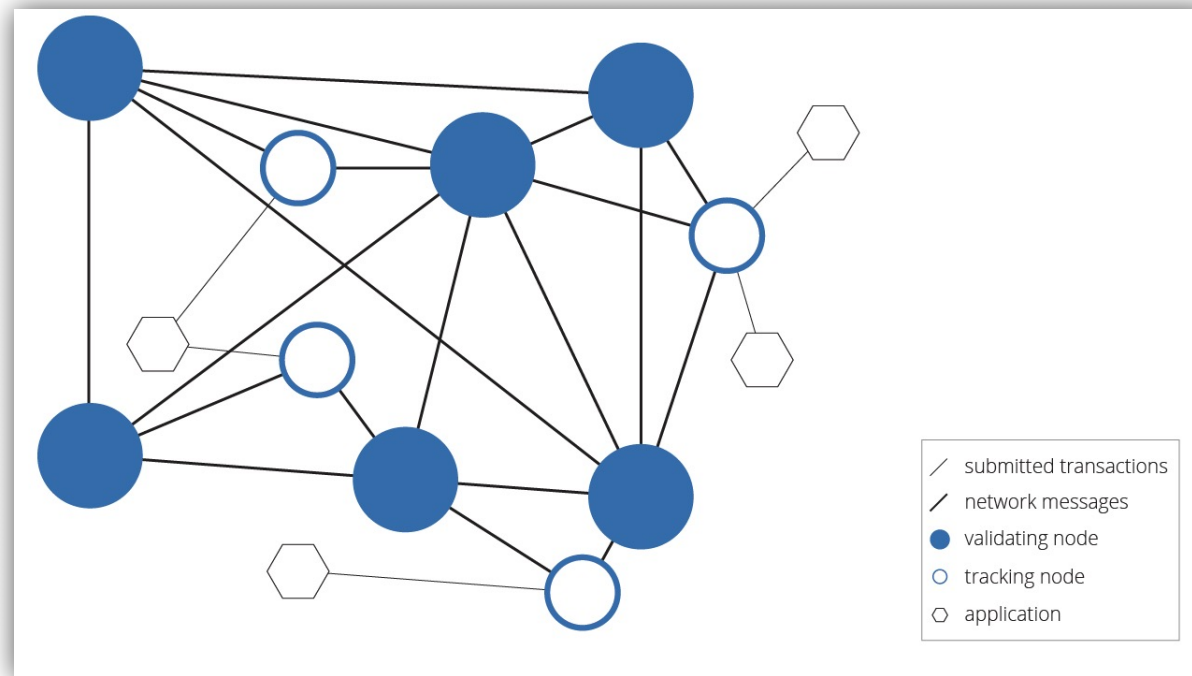 submitted transactions
network messages
validating node
tracking node
application